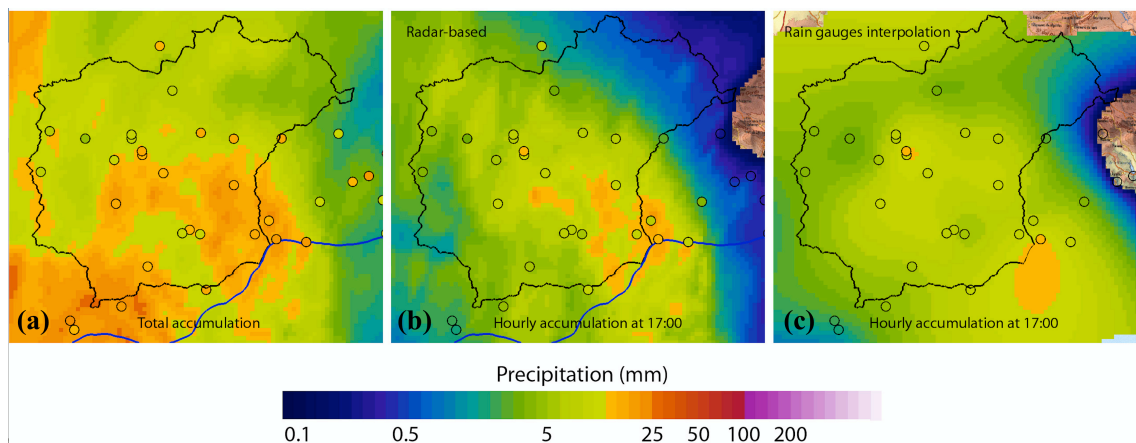 Radar-based
Rain gauges interpolation
(a)
Total accumulation
(b)
Hourly accumulation at 17:00
(c)
Hourly accumulation at 17:00
Precipitation (mm)
0.1
0.5
5
25
50
100
200